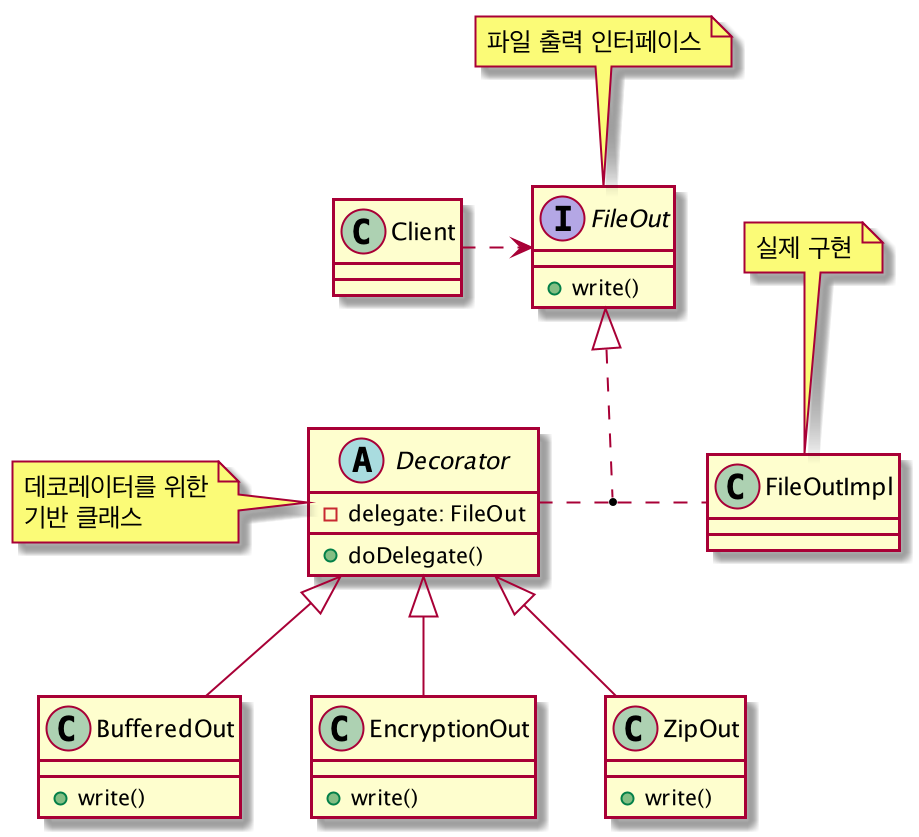 파일 출력 인터페이스
C Client
I FileOut
write()
실제 구현
A Decorator
delegate: FileOut
doDelegate()
데코레이터를 위한
기반 클래스
C FileOutImpl
C BufferedOut
write()
C EncryptionOut
write()
C ZipOut
write()